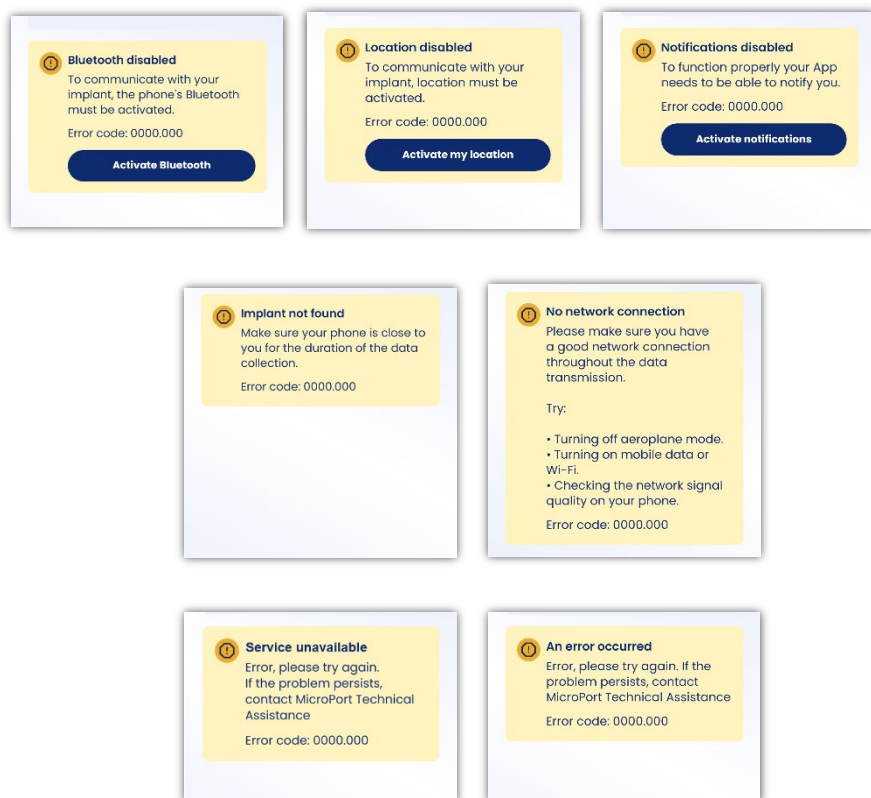 Bluetooth disabled
To communicate with your
implant, the phone's Bluetooth
must be activated.
Error code: 0000.000
Activate Bluetooth
Location disabled
To communicate with your
implant, location must be
activated.
Error code: 0000.000
Activate my location
Notifications disabled
To function properly your App
needs to be able to notify you.
Error code: 0000.000
Activate notifications
Implant not found
Make sure your phone is close to
you for the duration of the data
collection.
Error code: 0000.000
No network connection
Please make sure you have
a good network connection
throughout the data
transmission.
Try:
• Turning off aeroplane mode.
• Turning on mobile data or
Wi-Fi.
• Checking the network signal
quality on your phone.
Error code: 0000.000
Service unavailable
Error, please try again.
If the problem persists,
contact MicroPort Technical
Assistance
Error code: 0000.000
An error occurred
Error, please try again. If the
problem persists, contact
MicroPort Technical Assistance
Error code: 0000.000